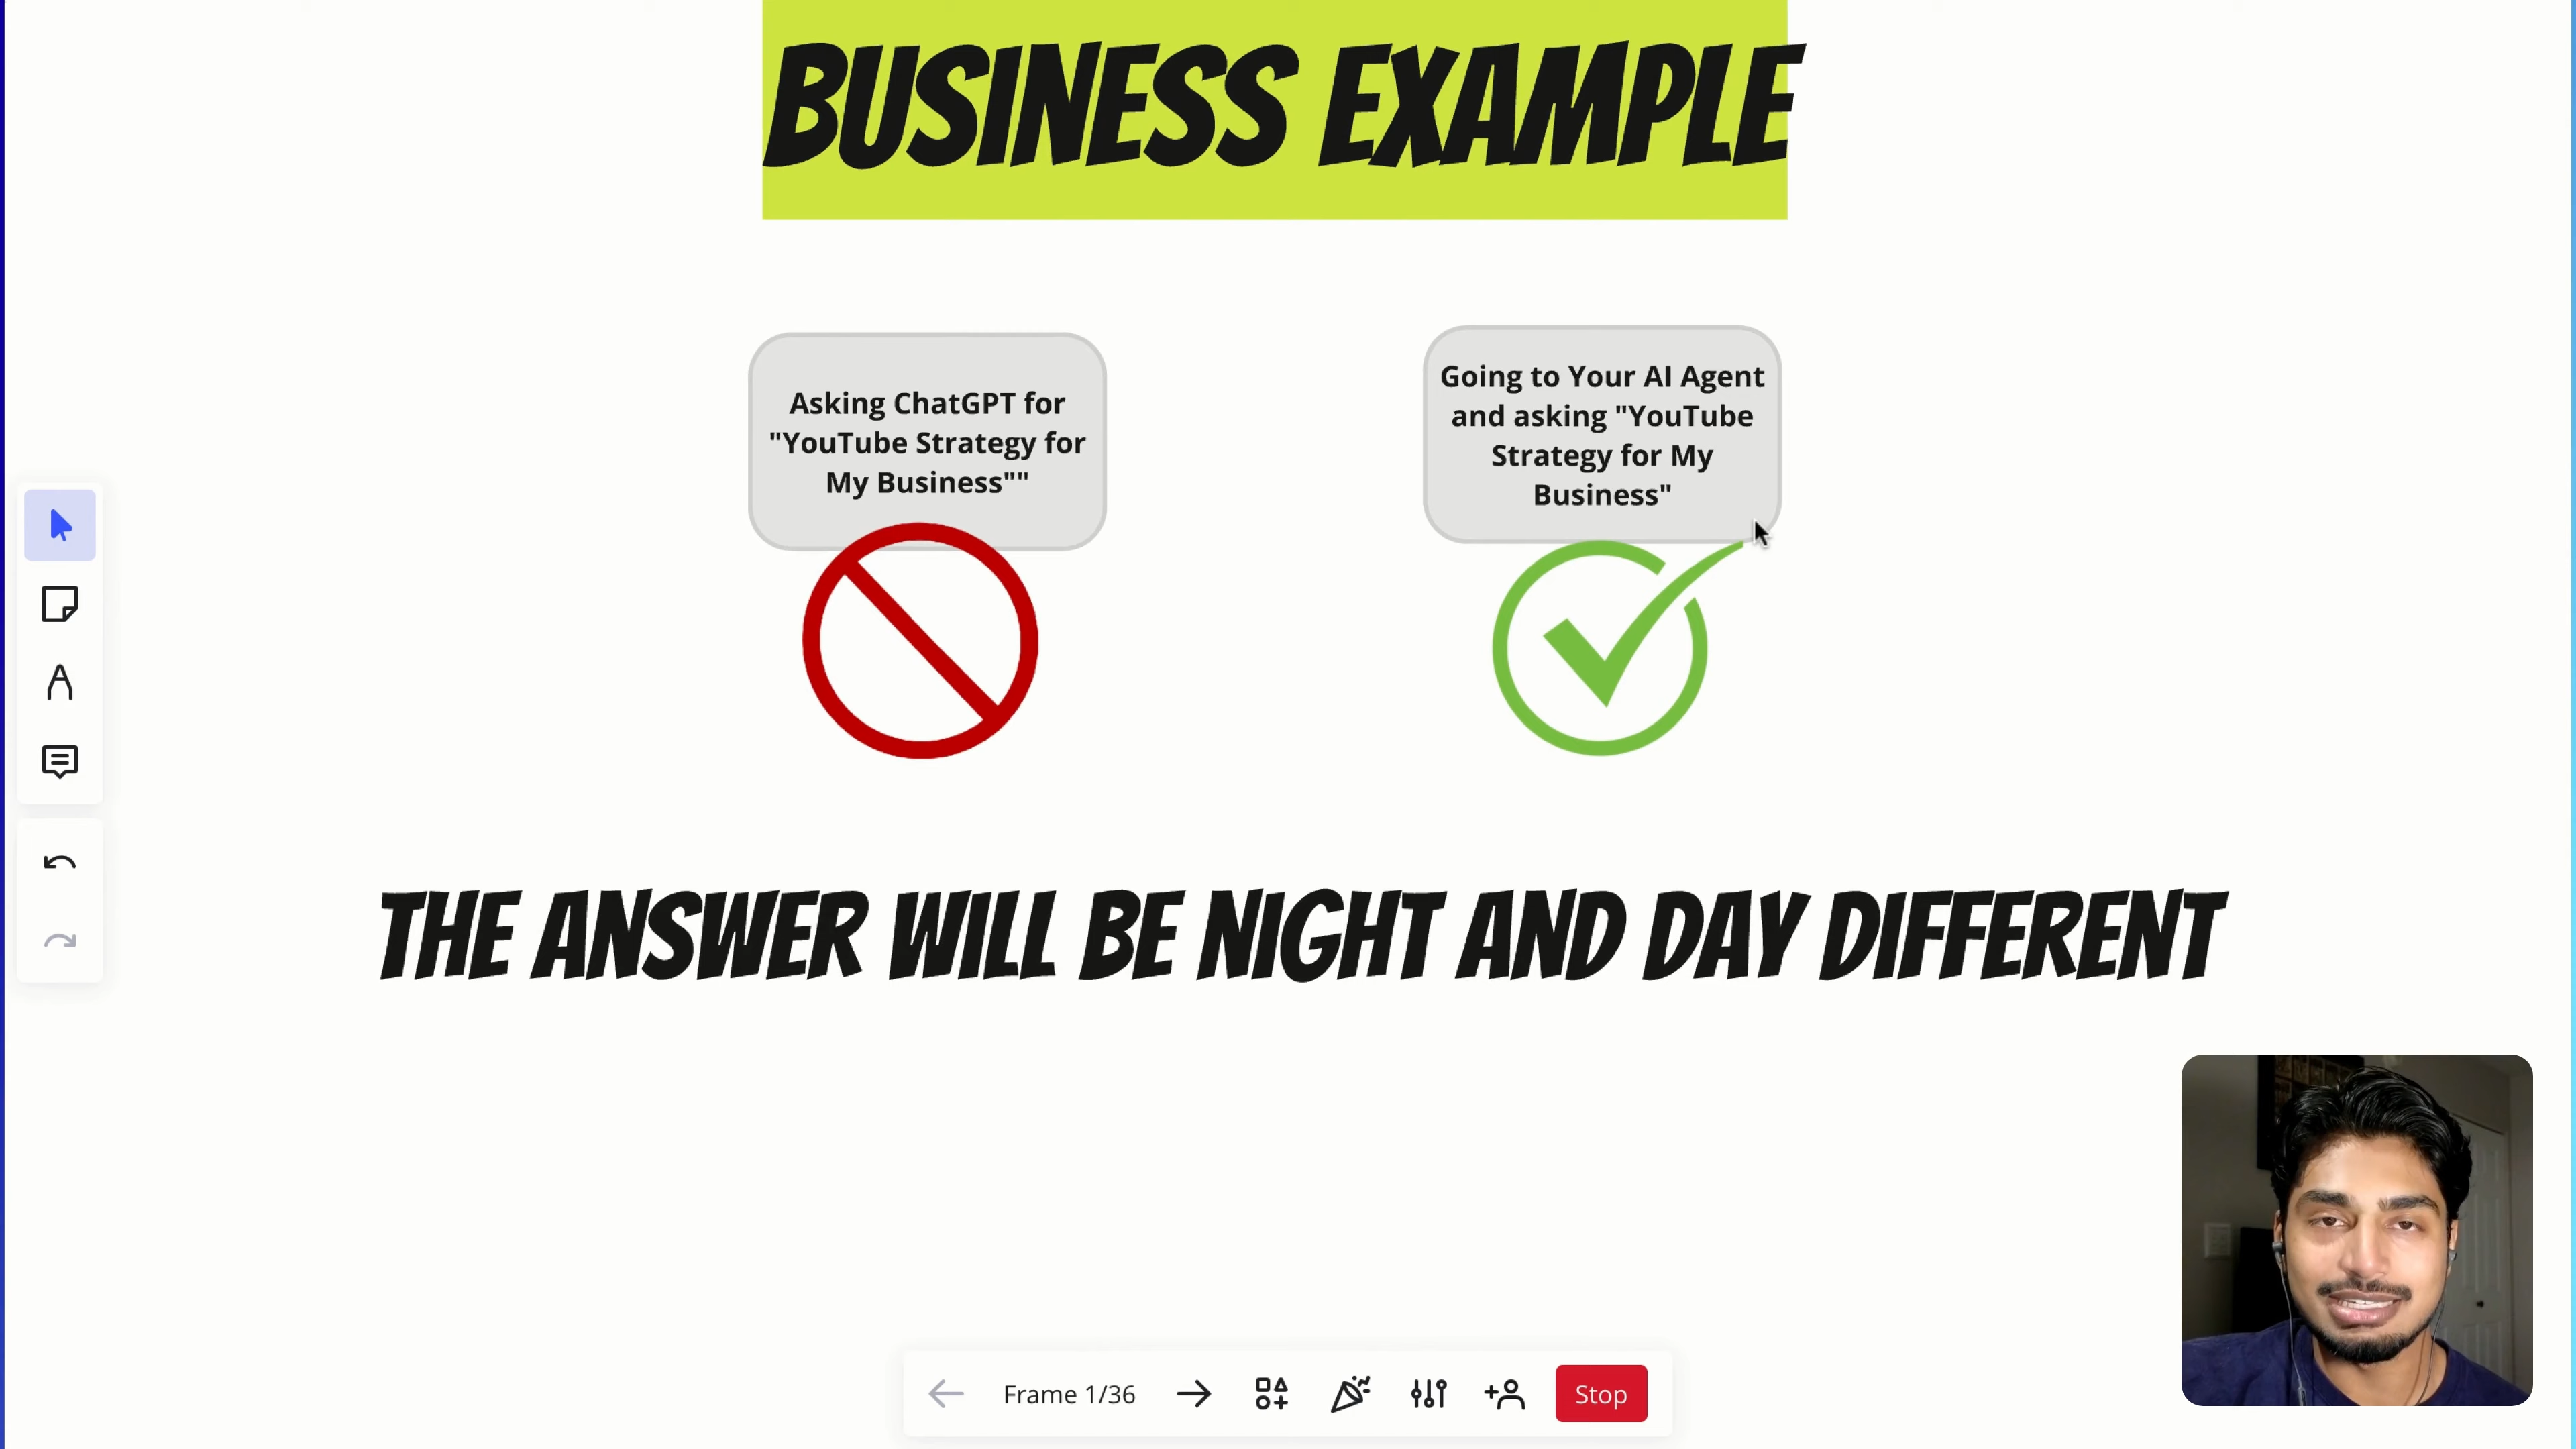 BUSINESS EXAMPLE
Asking ChatGPT for
"YouTube Strategy for
My Business""
Going to Your AI Agent
and asking "YouTube
Strategy for My
Business"
THE ANSWER WILL BE NIGHT AND DAY DIFFERENT
Frame 1/36
Stop